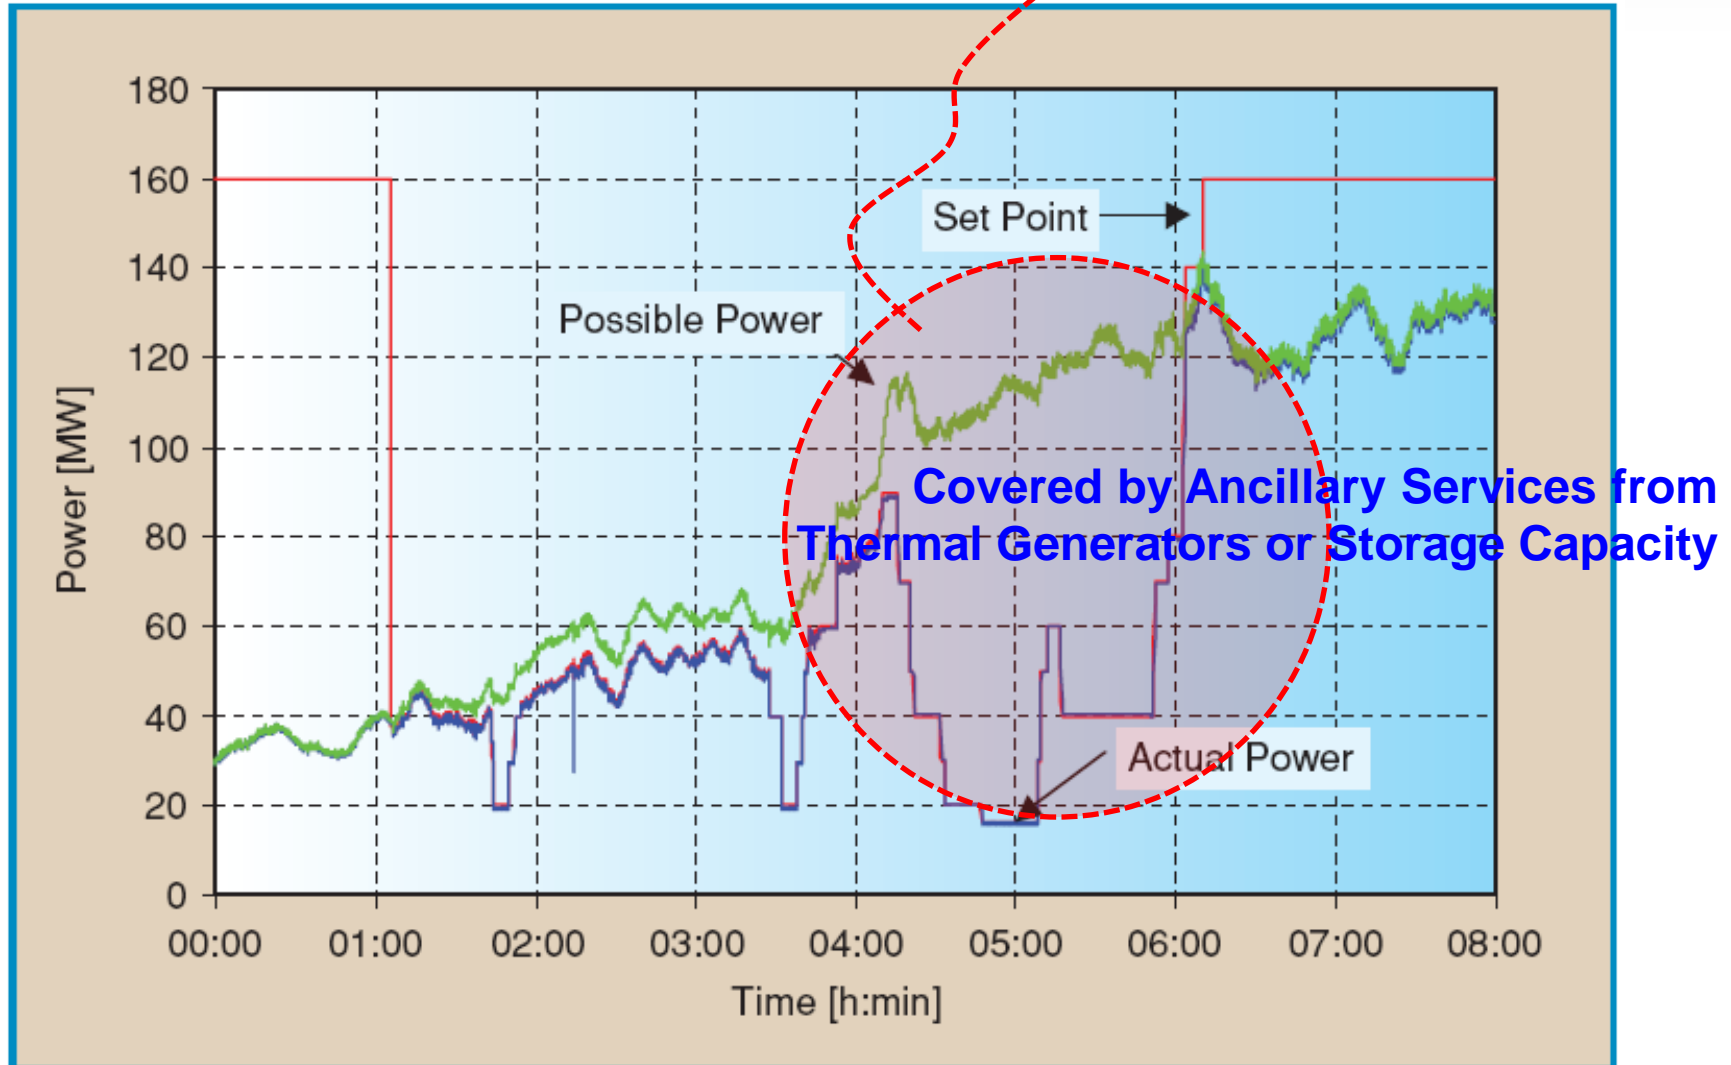 180
160
Set Point
140
Possible Power
120
Power [MW]
100
Covered by Ancillary Services from
80
Thermal Generators or Storage Capacity
60
40
Actual Power
20
0
00:00 01:00 02:00 03:00 04:00 05:00 06:00 07:00 08:00
Time [h:min]